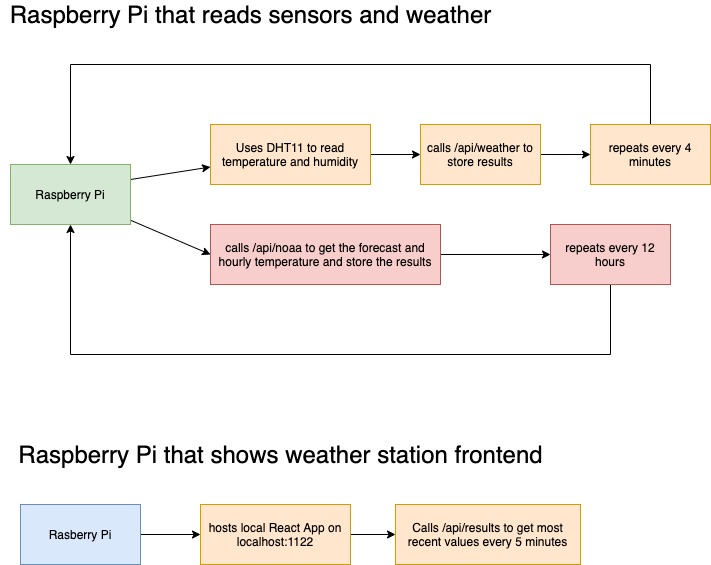 Raspberry Pi that reads sensors and weather
Uses DHT11 to read
temperature and humidity
calls /api/weather to
store results
repeats every 4
minutes
Raspberry Pi
calls /api/noaa to get the forecast and
hourly temperature and store the results
repeats every 12
hours
Raspberry Pi that shows weather station frontend
Rasberry Pi
hosts local React App on
localhost:1122
Calls /api/results to get most
recent values every 5 minutes